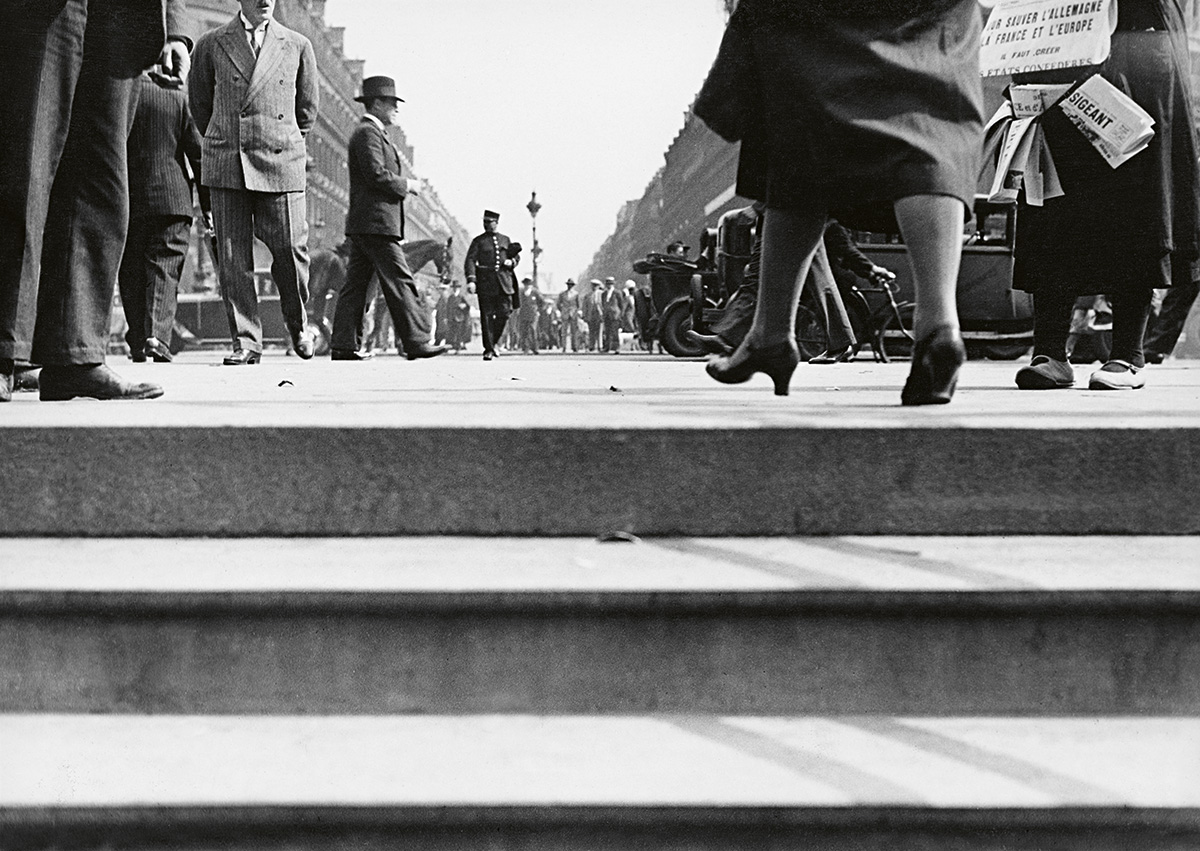 UR SAUVER L'ALLEMAGNE
LA FRANCE ET L'EUROPE
IL FAUT CREER
S ETATS CONFEDERES
SIGEANT